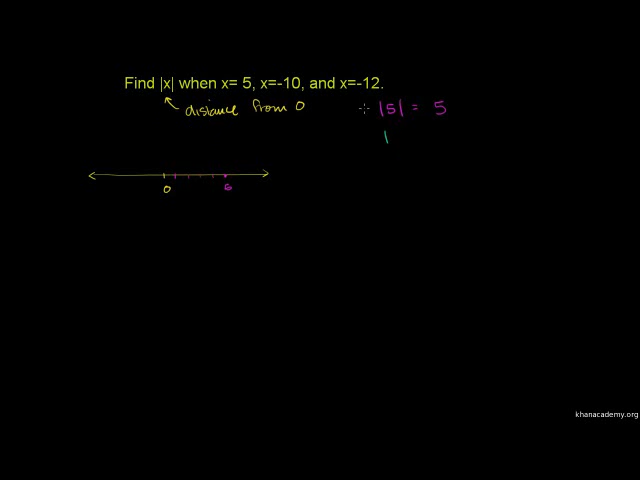 Find |x| when x= 5, x=-10, and x=-12.
distance from 0
|5| = 5
|
0 5
khanacademy.org